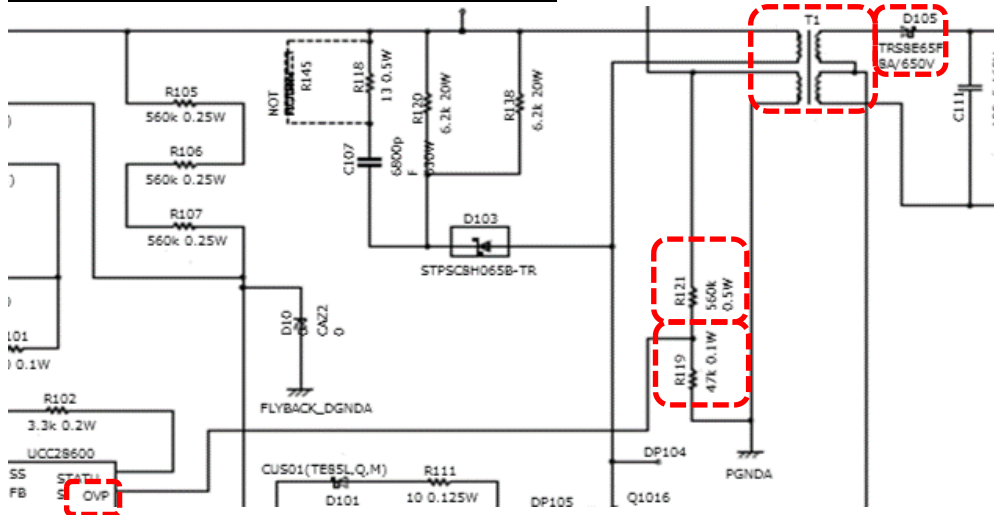 T1
D105
TRS8E65F
8A/650V
C111
NOT
R145
R118
13 0.5W
C107
6800p
F
630W
R120
6.2k 20W
R138
6.2k 20W
R105
560k 0.25W
R106
560k 0.25W
R107
560k 0.25W
D103
STPSC8H065B-TR
R121
560k
0.5W
R119
47k 0.1W
D10
CAZ2
0
101
0.1W
FLYBACK_DGNDA
R102
3.3k 0.2W
UCC28600
SS
STATU
FB
S
OVP
CUS01(TE85L,Q,M)
D101
R111
10 0.125W
DP105
DP104
Q1016
PGNDA